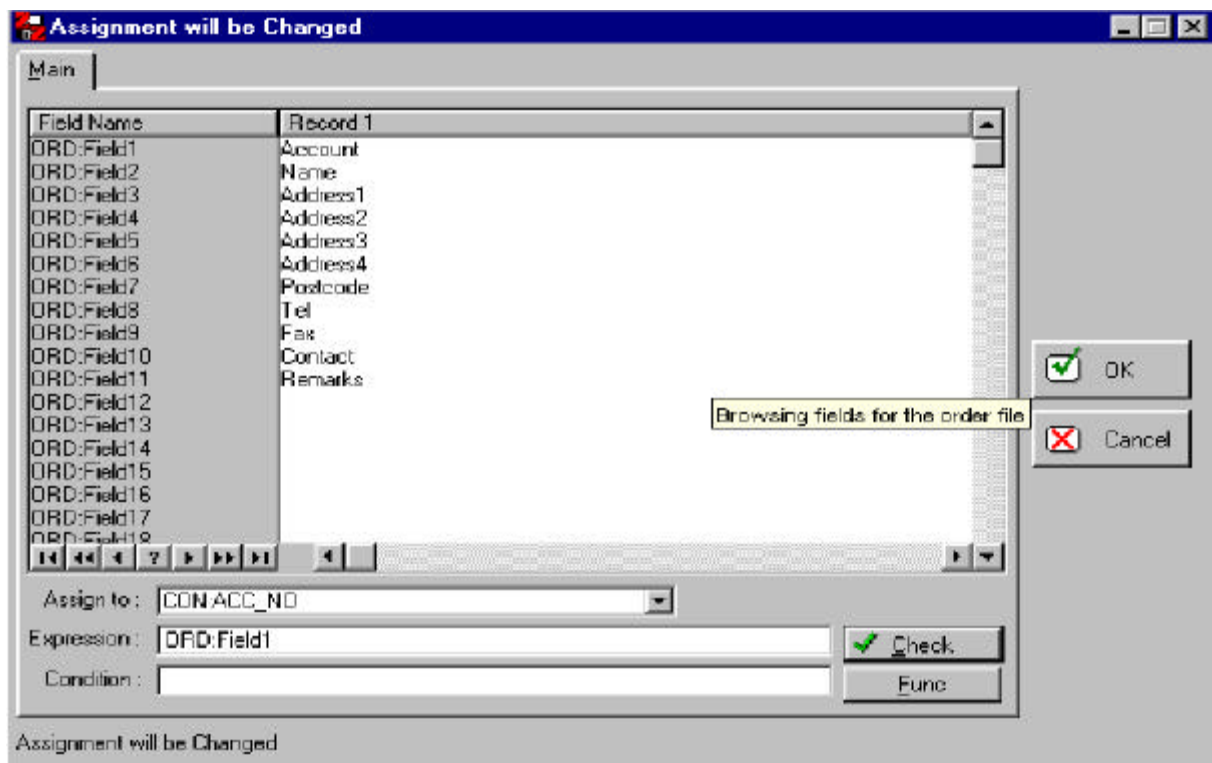 Assignment will be Changed
Main
Field Name Record 1
ORD:Field1 Account
ORD:Field2 Name
ORD:Field3 Address1
ORD:Field4 Address2
ORD:Field5 Address3
ORD:Field6 Address4
ORD:Field7 Postcode
ORD:Field8 Tel
ORD:Field9 Fax
ORD:Field10 Contact
ORD:Field11 Remarks
ORD:Field12
ORD:Field13
ORD:Field14
ORD:Field15
ORD:Field16
ORD:Field17
ORD:Field18
Browsing fields for the order file
OK
Cancel
Assign to : CON:ACC_NO
Expression : ORD:Field1
Check
Condition :
Func
Assignment will be Changed